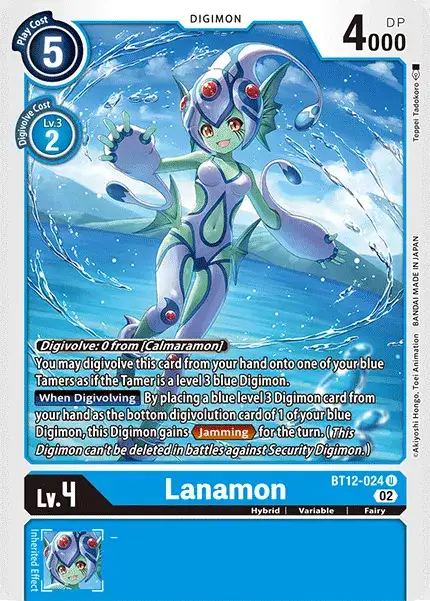 DIGIMON
Play Cost
5
DP
4000
Digivolve Cost
Lv.3
2
Toppei Tadokoro
Digivolve: 0 from [Calmaramon]
You may digivolve this card from your hand onto one of your blue
Tamers as if the Tamer is a level 3 blue Digimon.
When Digivolving By placing a blue level 3 Digimon card from
your hand as the bottom digivolution card of 1 of your blue
Digimon, this Digimon gains Jamming for the turn. (This
Digimon can't be deleted in battles against Security Digimon.)
©Akiyoshi Hongo, Toei Animation BANDAI MADE IN JAPAN
Lv.4
Lanamon
BT12-024 U
02
Hybrid | Variable | Fairy
Inherited Effect
–